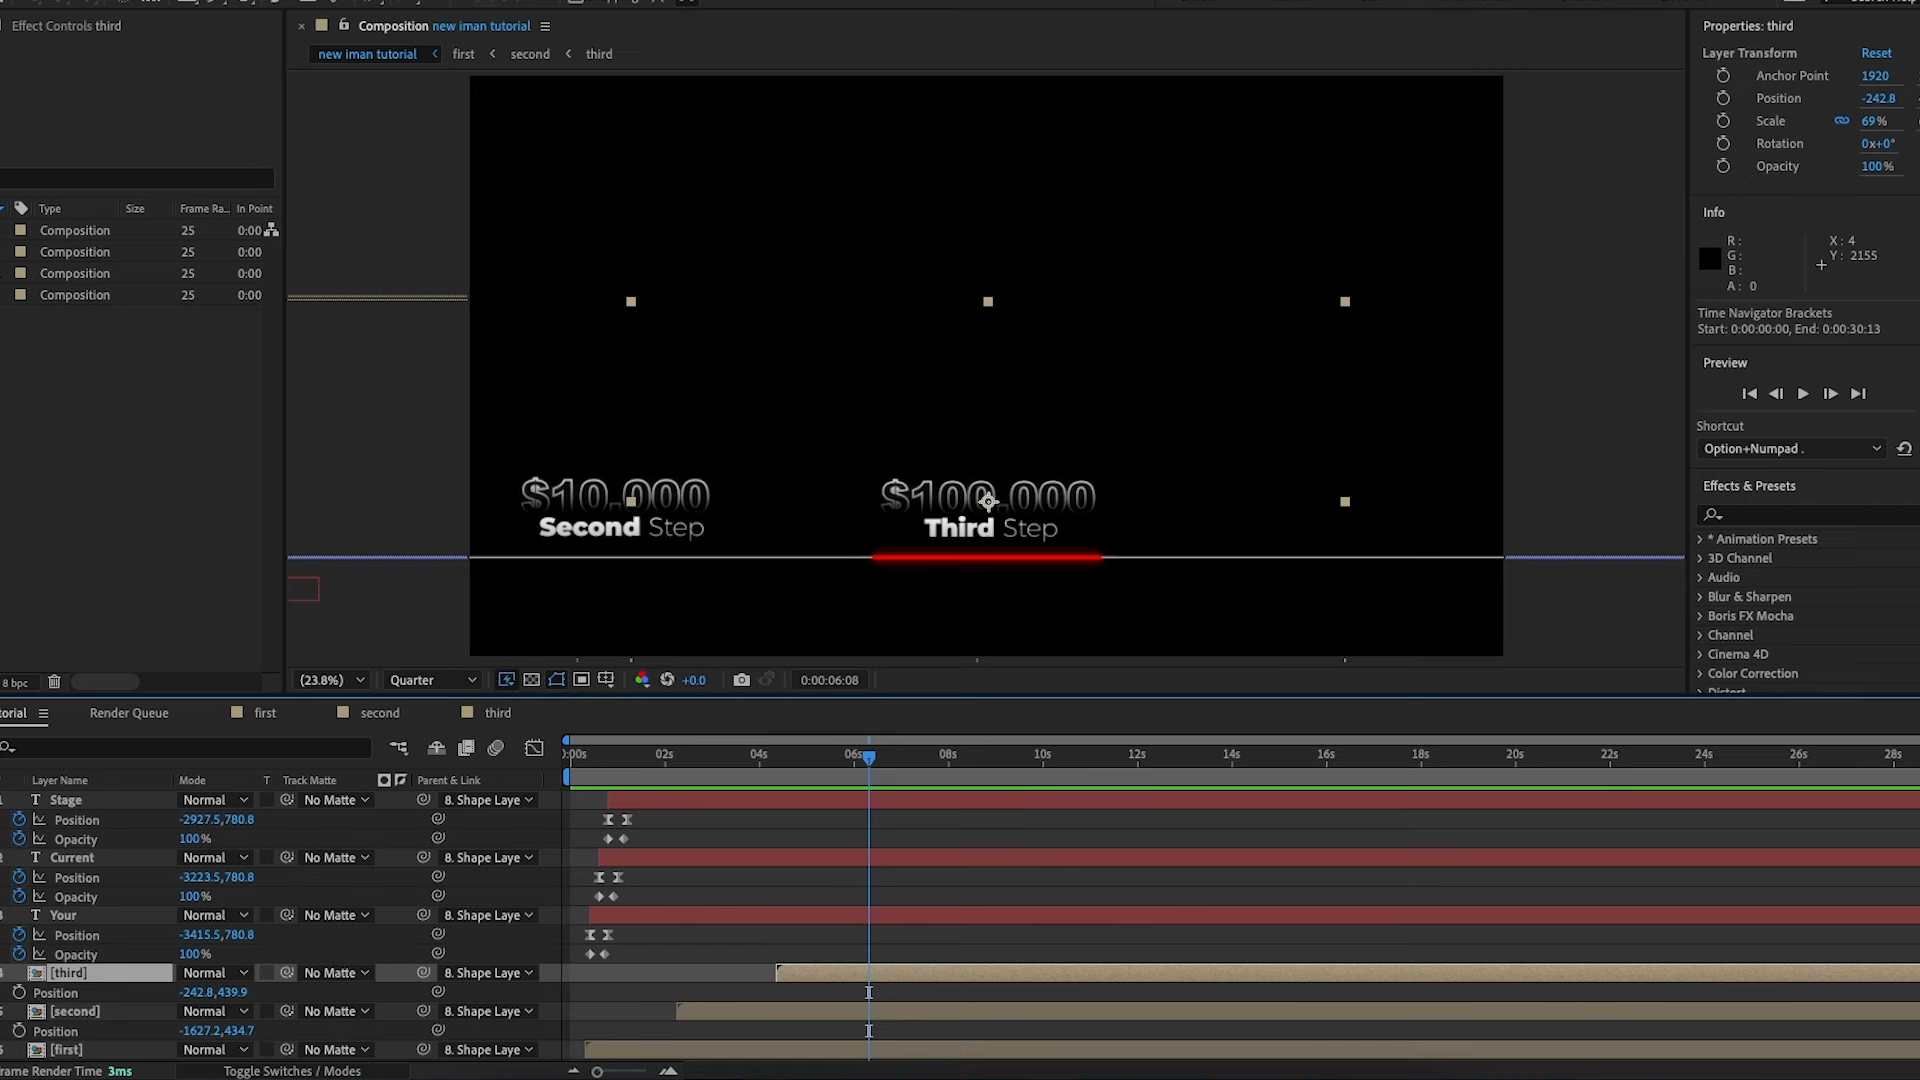 Effect Controls third
Composition new iman tutorial
new iman tutorial
first
second
third
Properties: third
Layer Transform
Reset
Anchor Point
1920
Position
-242.8
Scale
69%
Rotation
0x+0°
Opacity
100%
Type
Size
Frame Ra...
In Point
Composition
25
0:00
Composition
25
0:00
Composition
25
0:00
Composition
25
0:00
$10,000
Second Step
$100,000
Third Step
Info
R:
G:
B:
A: 0
X: 4
Y: 2155
Time Navigator Brackets
Start: 0:00:00:00, End: 0:00:30:13
Preview
Shortcut
Option+Numpad .
Effects & Presets
* Animation Presets
3D Channel
Audio
Blur & Sharpen
Boris FX Mocha
Channel
Cinema 4D
Color Correction
8 bpc
(23.8%)
Quarter
+0.0
0:00:06:08
torial
Render Queue
first
second
third
:00s
02s
04s
06s
08s
10s
12s
14s
16s
18s
20s
22s
24s
26s
28s
Layer Name
Mode
T
Track Matte
Parent & Link
1 T Stage Normal No Matte 8. Shape Laye
Position -2927.5,780.8
Opacity 100%
2 T Current Normal No Matte 8. Shape Laye
Position -3223.5,780.8
Opacity 100%
3 T Your Normal No Matte 8. Shape Laye
Position -3415.5,780.8
Opacity 100%
4 [third] Normal No Matte 8. Shape Laye
Position -242.8,439.9
5 [second] Normal No Matte 8. Shape Laye
Position -1627.2,434.7
6 [first] Normal No Matte 8. Shape Laye
rame Render Time 3ms
Toggle Switches / Modes